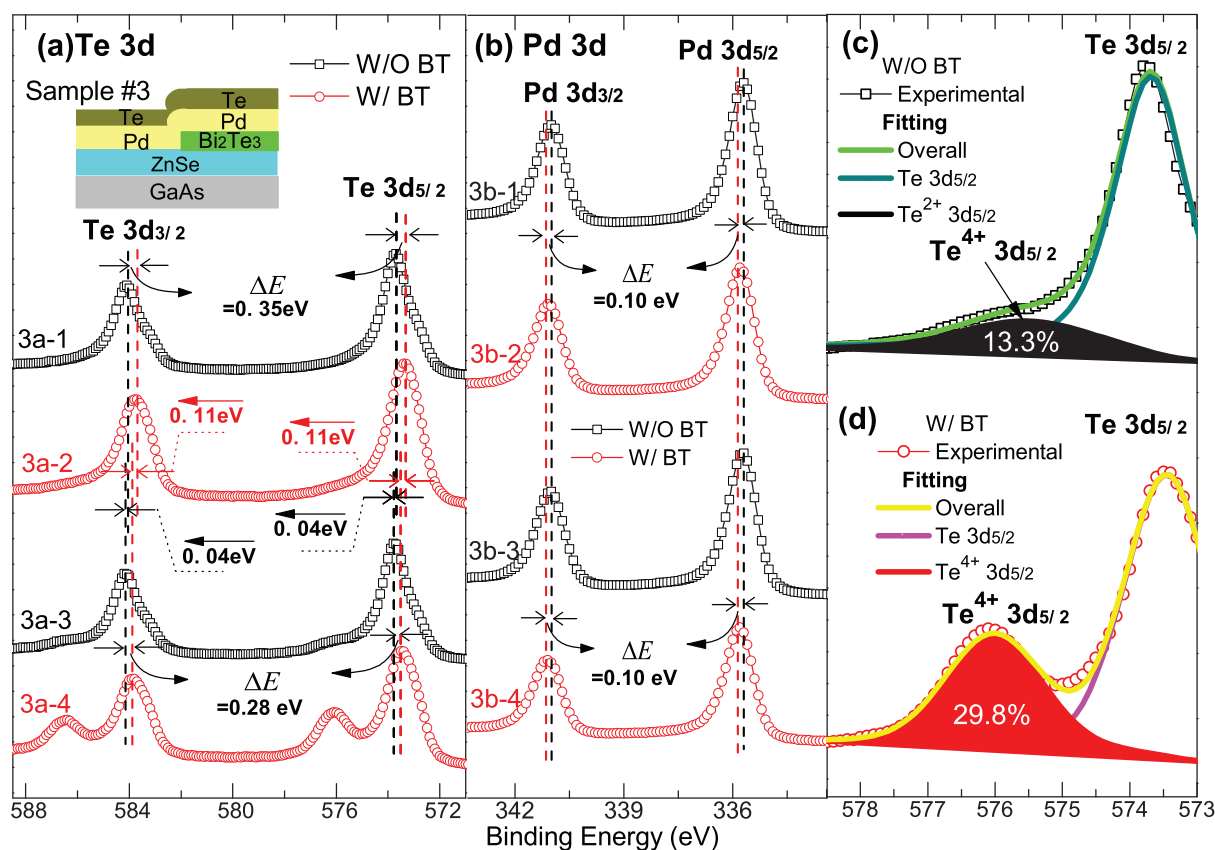 (a)Te 3d
Sample #3
Te
Te
Pd
Pd
Bi2Te3
ZnSe
GaAs
W/O BT
W/ BT
Te 3d3/2
Te 3d5/2
ΔE
=0.35eV
3a-1
0.11eV
0.11eV
3a-2
0.04eV
0.04eV
3a-3
ΔE
=0.28 eV
3a-4
588
584
580
576
572
(b) Pd 3d
Pd 3d5/2
Pd 3d3/2
3b-1
ΔE
=0.10 eV
3b-2
W/O BT
W/ BT
3b-3
ΔE
=0.10 eV
3b-4
342
339
336
Binding Energy (eV)
(c)
Te 3d5/2
W/O BT
Experimental
Fitting
Overall
Te 3d5/2
Te2+ 3d5/2
Te4+ 3d5/2
13.3%
(d)
W/ BT
Te 3d5/2
Experimental
Fitting
Overall
Te 3d5/2
Te4+ 3d5/2
Te4+ 3d5/2
29.8%
578
577
576
575
574
573